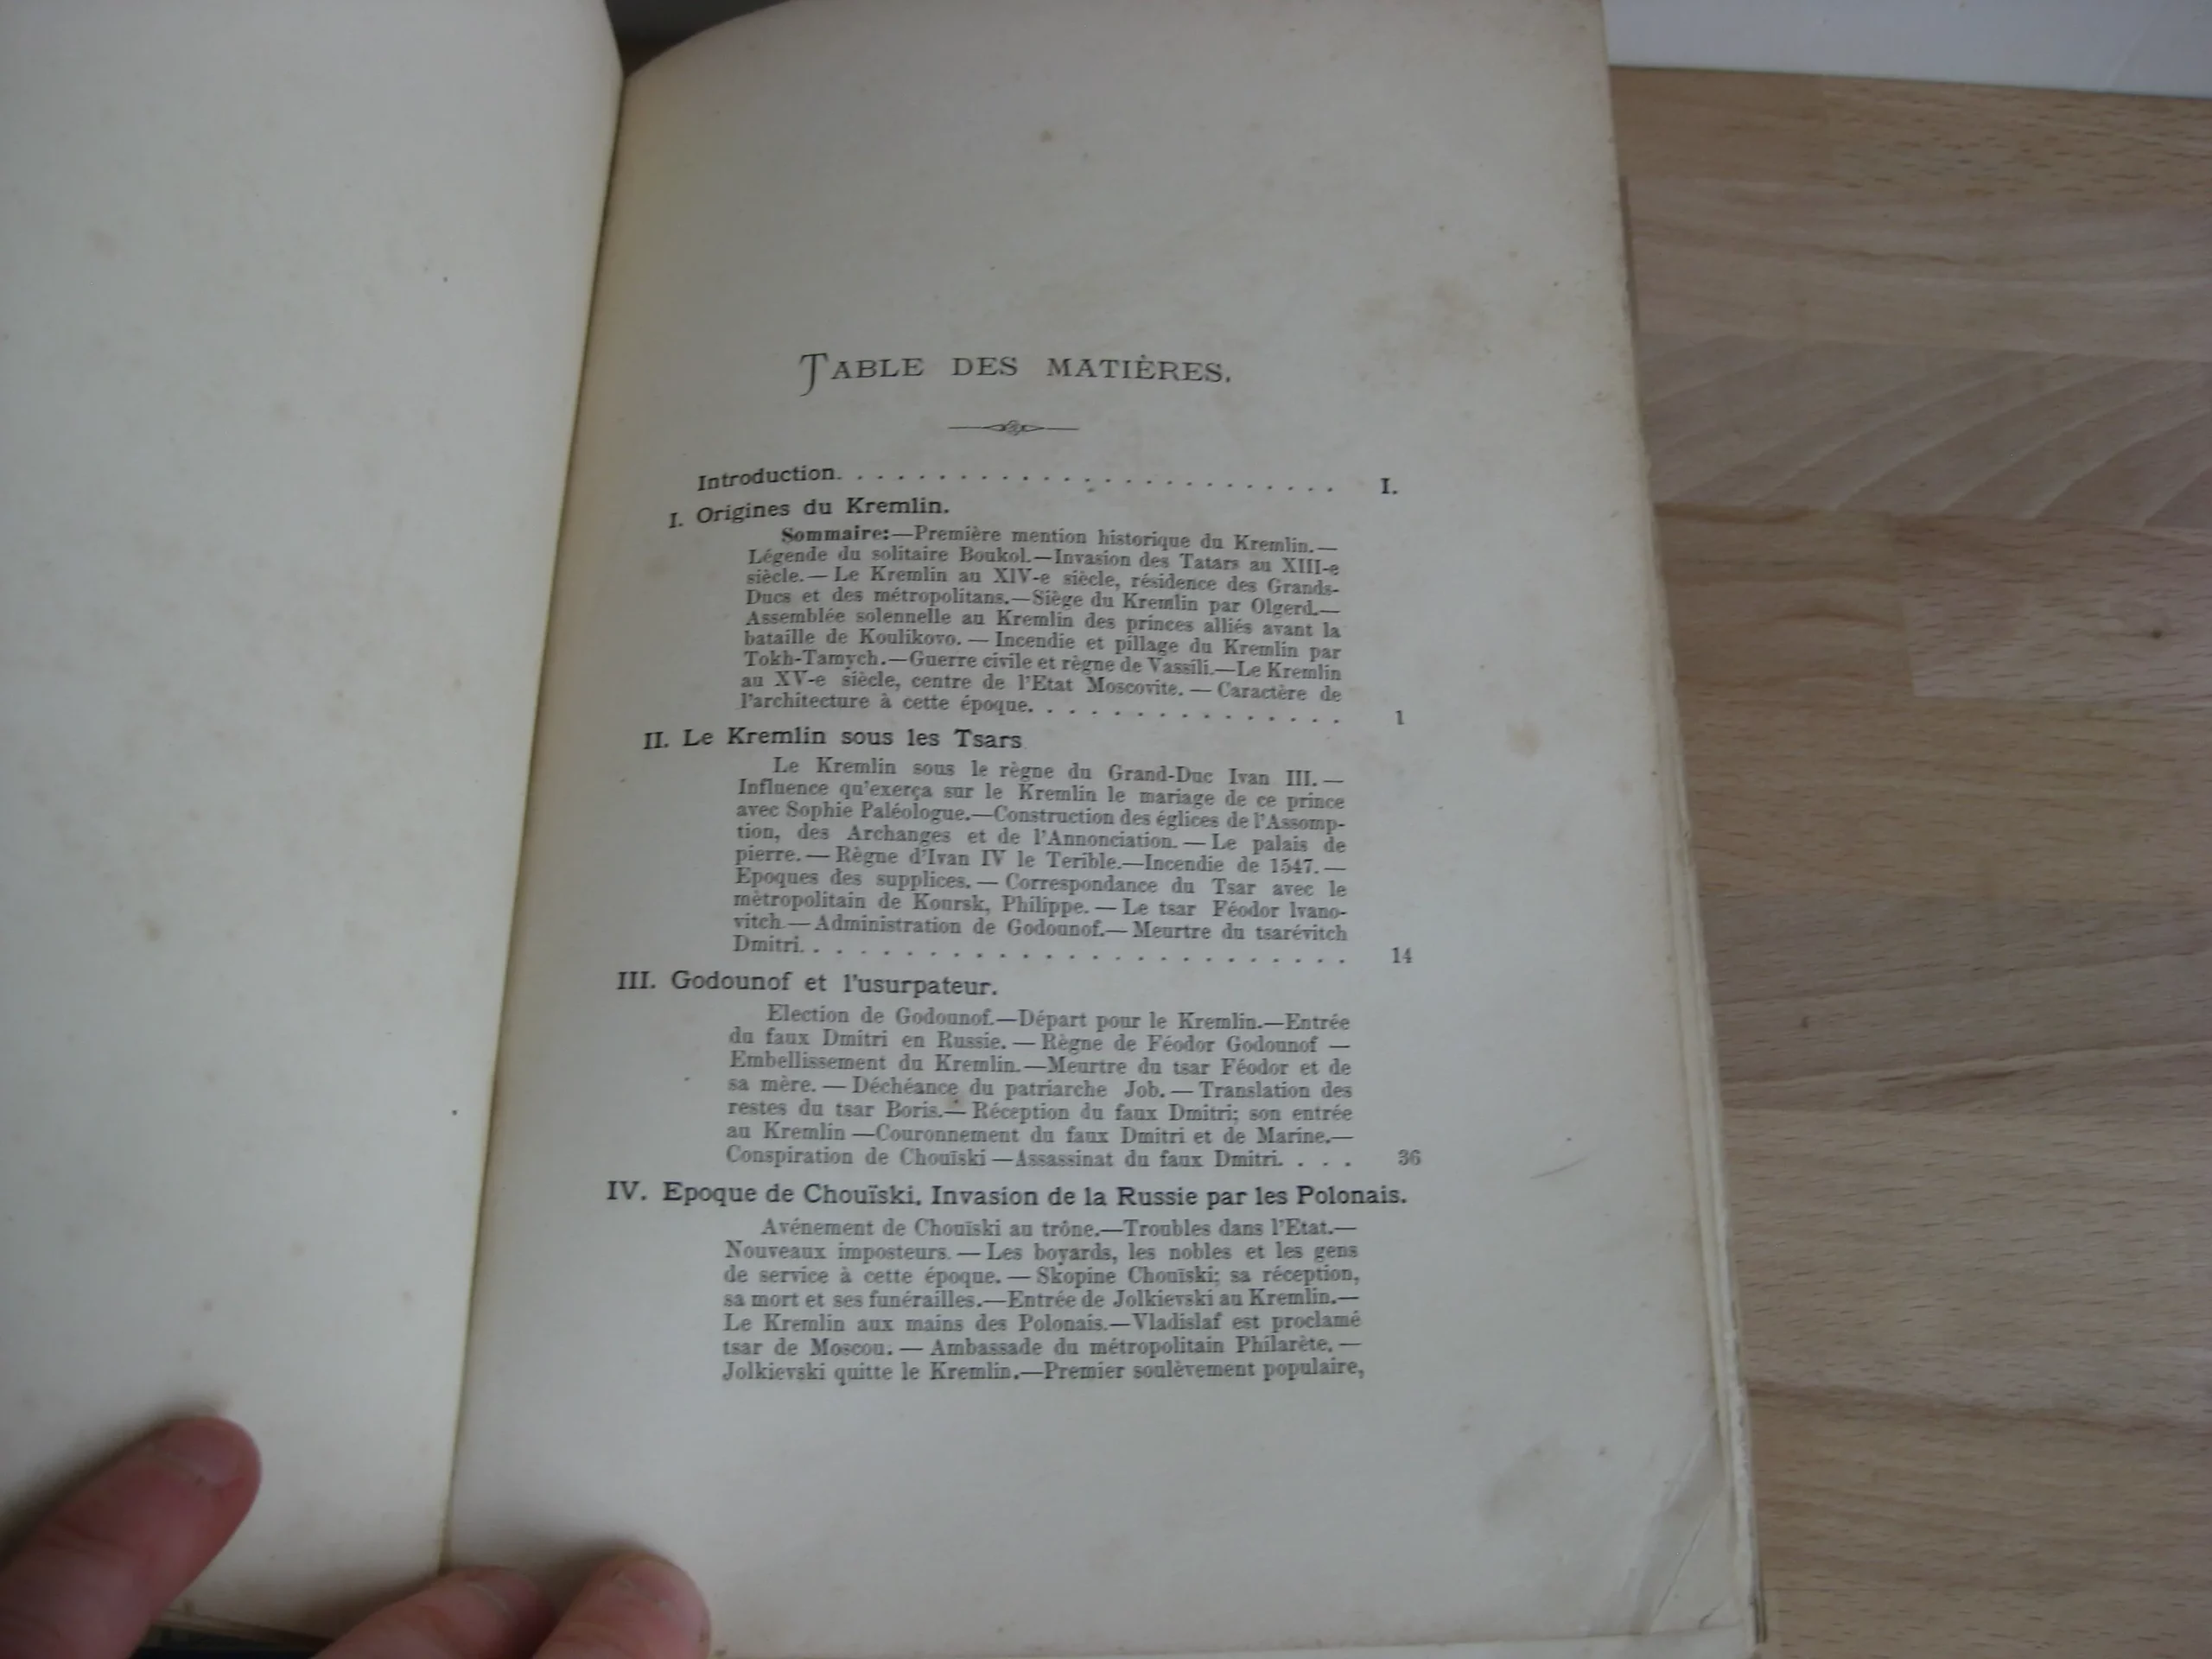 TABLE DES MATIÈRES.
Introduction. . . . . . . . . . . . . . . . . . . . . . . . . I.
I. Origines du Kremlin.
Sommaire:—Première mention historique du Kremlin.—
Légende du solitaire Boukol.—Invasion des Tatars au XIII-e
siècle.— Le Kremlin au XIV-e siècle, résidence des Grands-
Ducs et des métropolitans.—Siège du Kremlin par Olgerd.—
Assemblée solennelle au Kremlin des princes alliés avant la
bataille de Koulikovo. — Incendie et pillage du Kremlin par
Tokh-Tamych.—Guerre civile et règne de Vassili.—Le Kremlin
au XV-e siècle, centre de l'Etat Moscovite. — Caractère de
l'architecture à cette époque. . . . . . . . . . . . . . . . 1
II. Le Kremlin sous les Tsars
Le Kremlin sous le règne du Grand-Duc Ivan III. —
Influence qu'exerça sur le Kremlin le mariage de ce prince
avec Sophie Paléologue.—Construction des églises de l'Assomp-
tion, des Archanges et de l'Annonciation. — Le palais de
pierre. — Règne d'Ivan IV le Terible.—Incendie de 1547. —
Epoques des supplices. — Correspondance du Tsar avec le
mètropolitain de Koursk, Philippe. — Le tsar Féodor Ivano-
vitch — Administration de Godounof.— Meurtre du tsarévitch
Dmitri. . . . . . . . . . . . . . . . . . . . . . . . . 14
III. Godounof et l'usurpateur.
Election de Godounof.—Départ pour le Kremlin.—Entrée
du faux Dmitri en Russie. — Règne de Féodor Godounof —
Embellissement du Kremlin.—Meurtre du tsar Féodor et de
sa mère. — Déchéance du patriarche Job. — Translation des
restes du tsar Boris.— Réception du faux Dmitri; son entrée
au Kremlin —Couronnement du faux Dmitri et de Marine.—
Conspiration de Chouïski —Assassinat du faux Dmitri. . . . 36
IV. Epoque de Chouïski. Invasion de la Russie par les Polonais.
Avénement de Chouïski au trône.—Troubles dans l'Etat.—
Nouveaux imposteurs. — Les boyards, les nobles et les gens
de service à cette époque. — Skopine Chouïski; sa réception,
sa mort et ses funérailles.—Entrée de Jolkievski au Kremlin.—
Le Kremlin aux mains des Polonais.—Vladislaf est proclamé
tsar de Moscou. — Ambassade du métropolitain Philarète. —
Jolkievski quitte le Kremlin.—Premier soulèvement populaire,